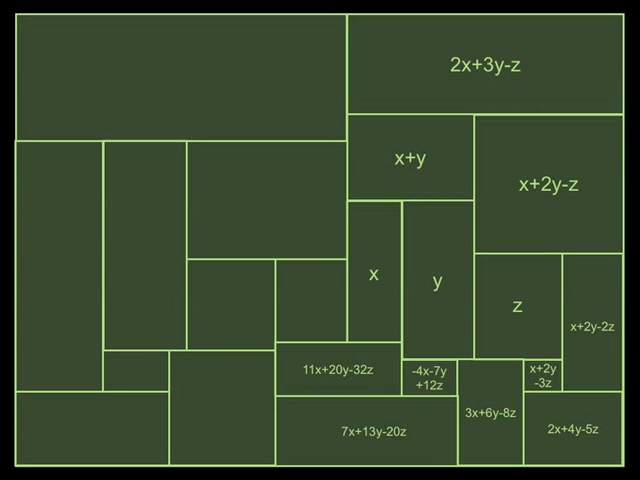 2x+3y-z
x+y
x+2y-z
x
y
z
x+2y-2z
11x+20y-32z
-4x-7y
+12z
x+2y
-3z
3x+6y-8z
7x+13y-20z
2x+4y-5z